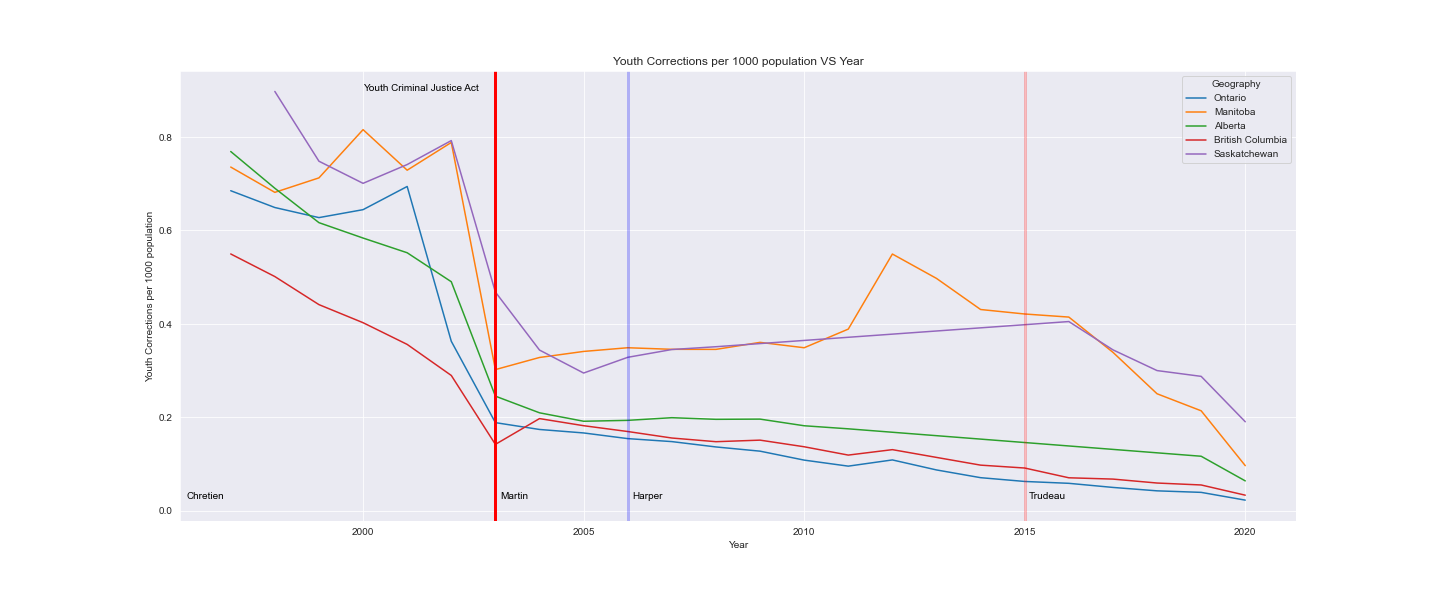 Youth Corrections per 1000 population VS Year
Youth Criminal Justice Act
Geography
Ontario
Manitoba
Alberta
British Columbia
Saskatchewan
Youth Corrections per 1000 population
0.8
0.6
0.4
0.2
0.0
Chretien
Martin
Harper
Trudeau
2000
2005
2010
2015
2020
Year